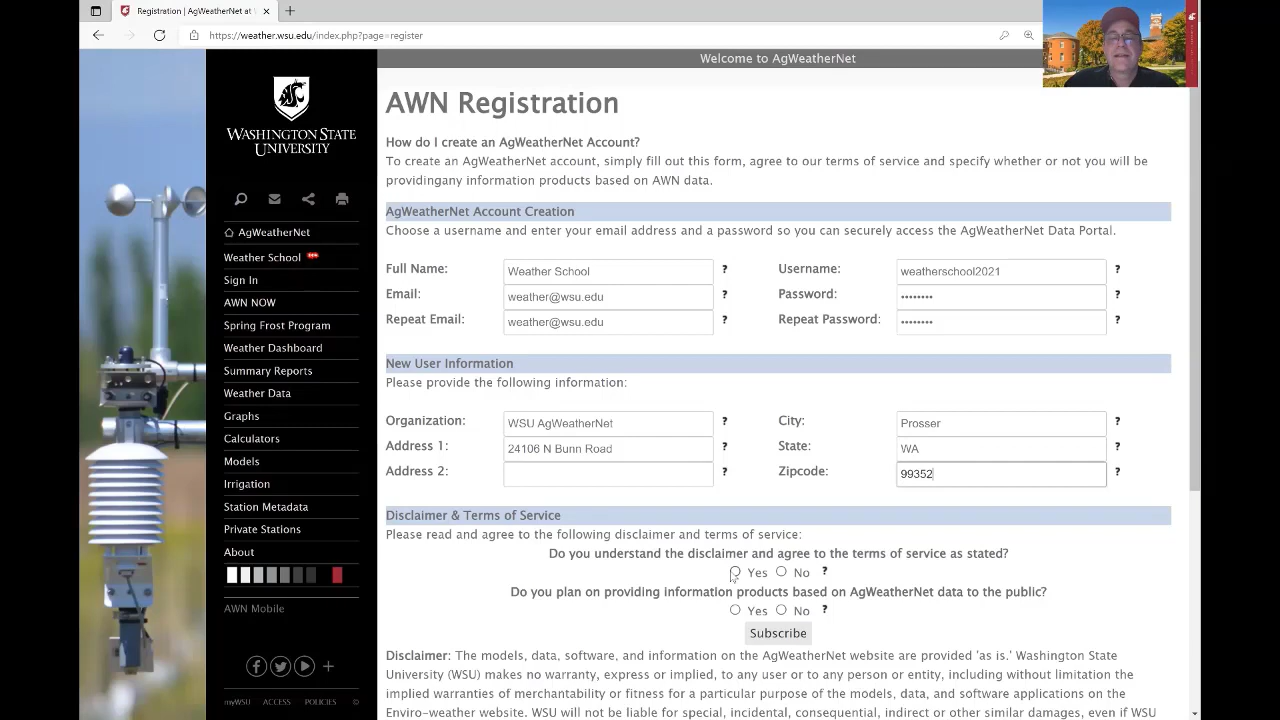 Registration | AgWeatherNet at
https://weather.wsu.edu/index.php?page=register
Welcome to AgWeatherNet
WASHINGTON STATE
UNIVERSITY
AgWeatherNet
Weather School
Sign In
AWN NOW
Spring Frost Program
Weather Dashboard
Summary Reports
Weather Data
Graphs
Calculators
Models
Irrigation
Station Metadata
Private Stations
About
AWN Mobile
myWSU ACCESS POLICIES ©
AWN Registration
How do I create an AgWeatherNet Account?
To create an AgWeatherNet account, simply fill out this form, agree to our terms of service and specify whether or not you will be
providingany information products based on AWN data.
AgWeatherNet Account Creation
Choose a username and enter your email address and a password so you can securely access the AgWeatherNet Data Portal.
Full Name: Weather School ? Username: weatherschool2021 ?
Email: weather@wsu.edu ? Password: •••••••• ?
Repeat Email: weather@wsu.edu ? Repeat Password: •••••••• ?
New User Information
Please provide the following information:
Organization: WSU AgWeatherNet ? City: Prosser ?
Address 1: 24106 N Bunn Road ? State: WA ?
Address 2: ? Zipcode: 99352 ?
Disclaimer & Terms of Service
Please read and agree to the following disclaimer and terms of service:
Do you understand the disclaimer and agree to the terms of service as stated?
Yes No ?
Do you plan on providing information products based on AgWeatherNet data to the public?
Yes No ?
Subscribe
Disclaimer: The models, data, software, and information on the AgWeatherNet website are provided 'as is.' Washington State
University (WSU) makes no warranty, express or implied, to any user or to any person or entity, including without limitation the
implied warranties of merchantability or fitness for a particular purpose of the models, data, and software applications on the
Enviro-weather website. WSU will not be liable for special, incidental, consequential, indirect or other similar damages, even if WSU